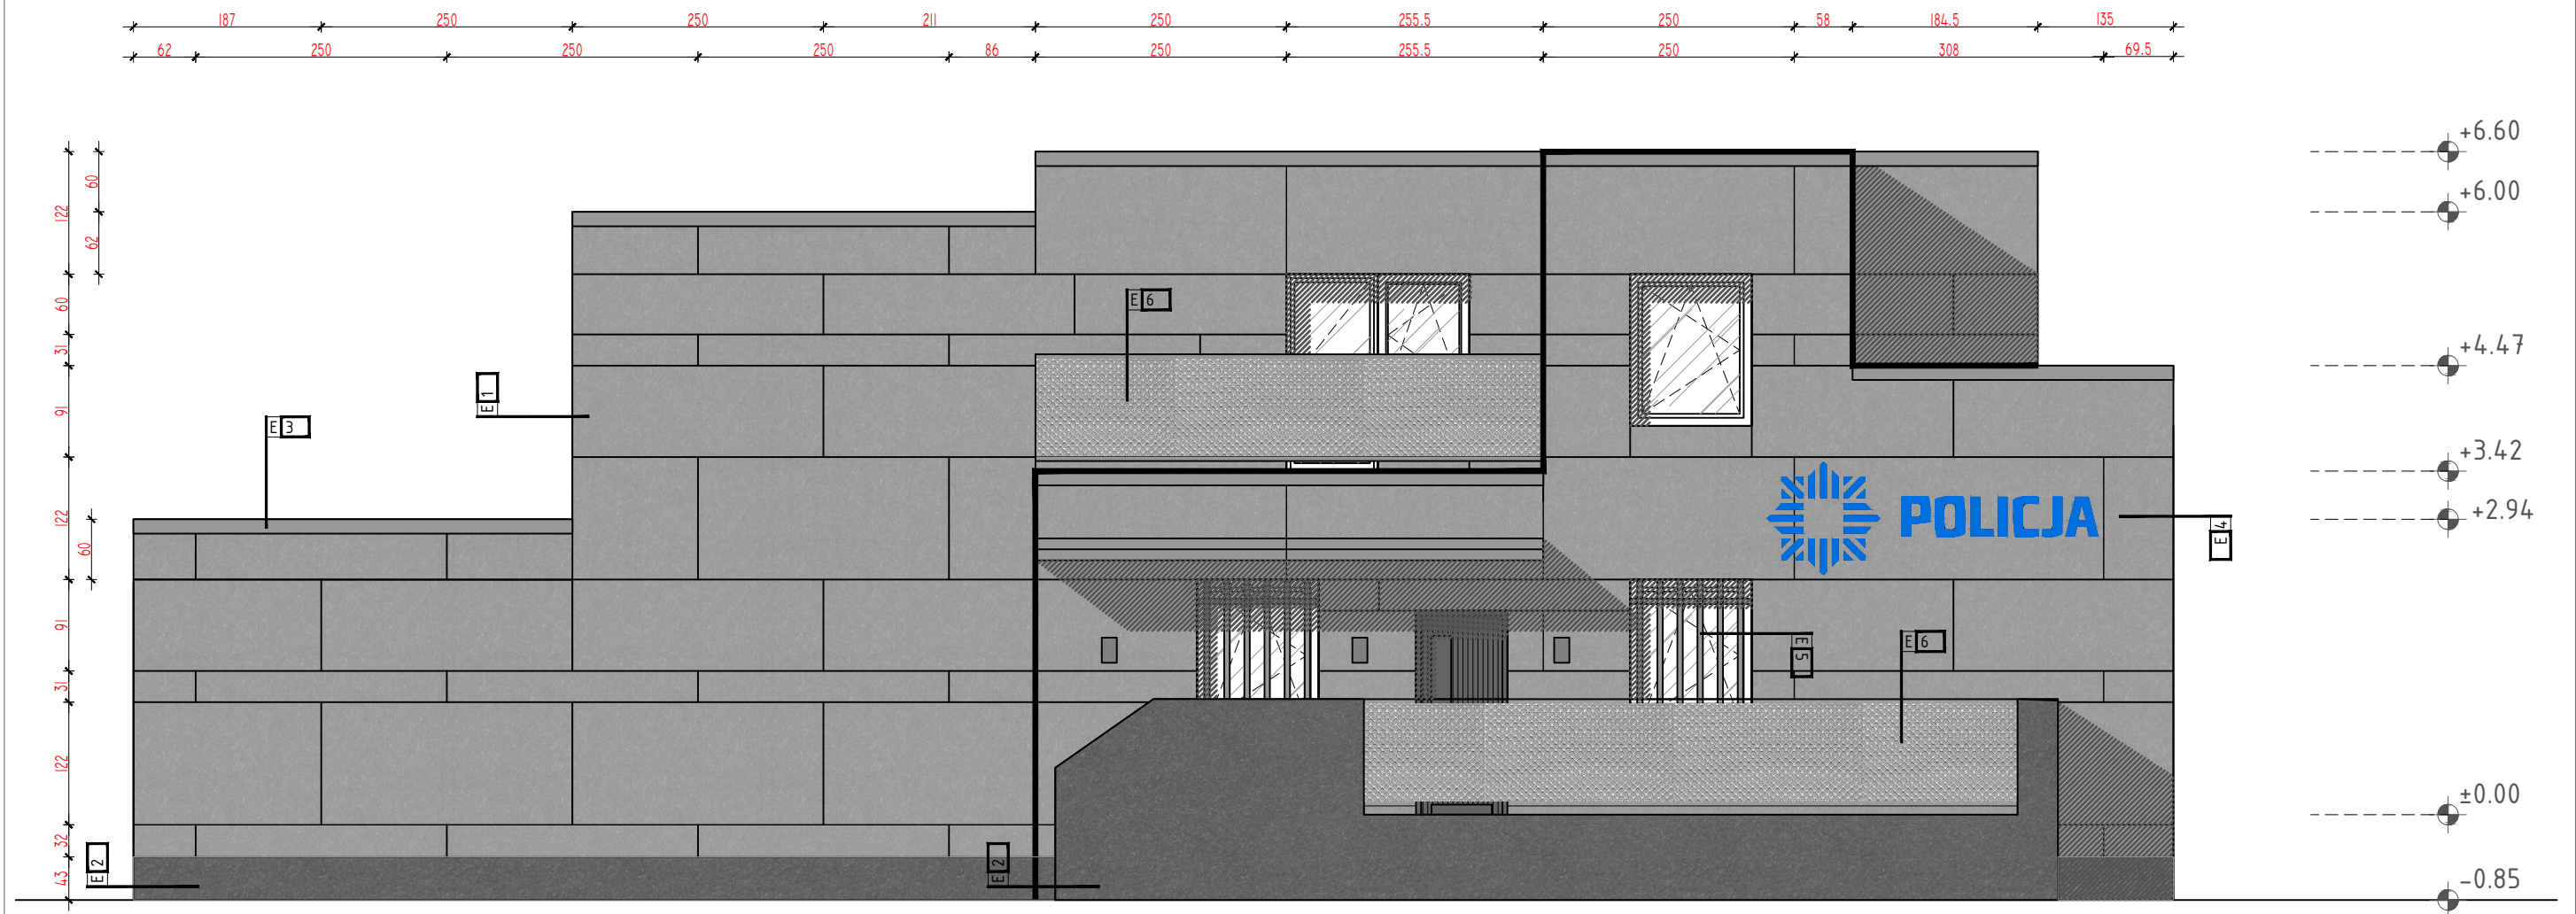 187 250 250 211 250 255.5 250 58 184.5 135
62 250 250 250 86 250 255.5 250 308 69.5
+6.60
+6.00
+4.47
+3.42
+2.94
±0.00
-0.85
60
122
62
60
31
91
122
60
91
31
122
32
43
E 6
E 1
E 3
POLICJA
E 4
E 5
E 6
E 2
E 2